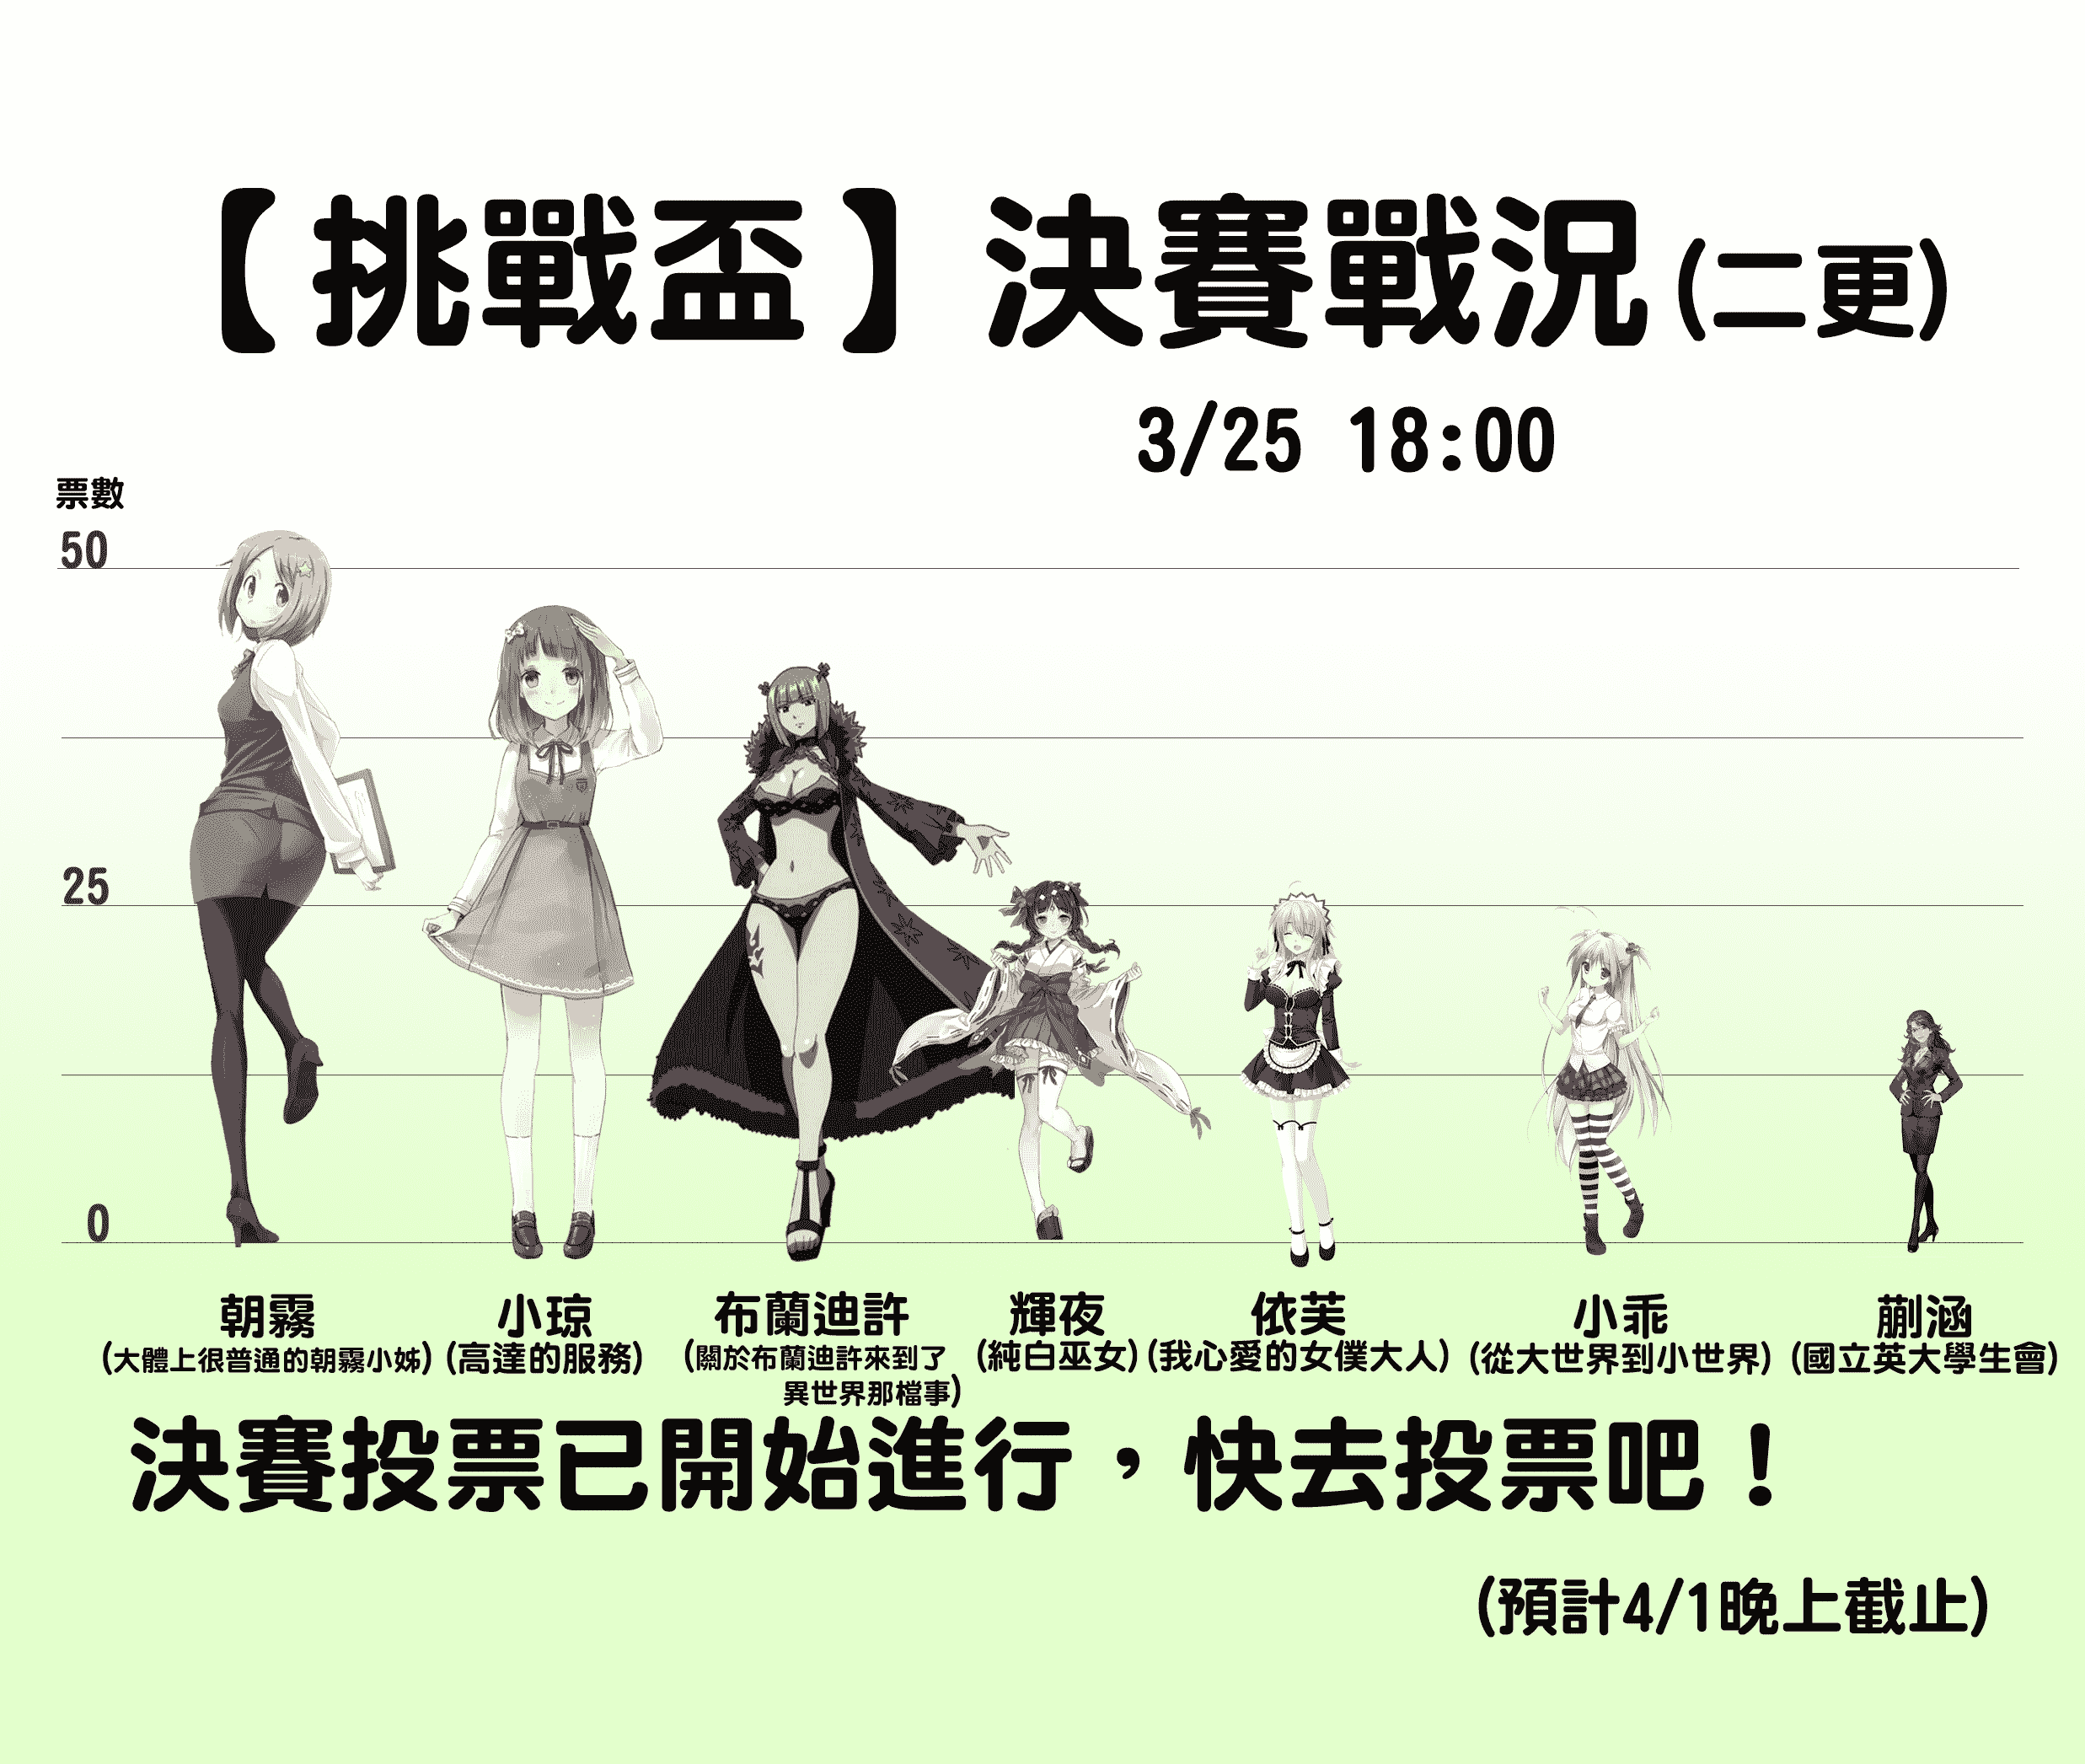 【挑戰盃】決賽戰況(二更)
3/25 18:00
票數
50
25
0
朝霧
(大體上很普通的朝霧小姊)
小琼
(高達的服務)
布蘭迪許
(關於布蘭迪許來到了
異世界那檔事)
輝夜
(純白巫女)
依芙
(我心愛的女僕大人)
小乖
(從大世界到小世界)
蒯涵
(國立英大學生會)
決賽投票已開始進行，快去投票吧！
(預計4/1晚上截止)